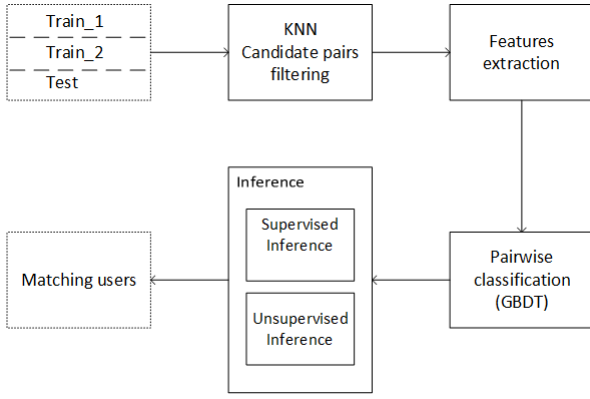 Train_1
Train_2
Test
KNN
Candidate pairs
filtering
Features
extraction
Pairwise
classification
(GBDT)
Inference
Supervised
Inference
Unsupervised
Inference
Matching users